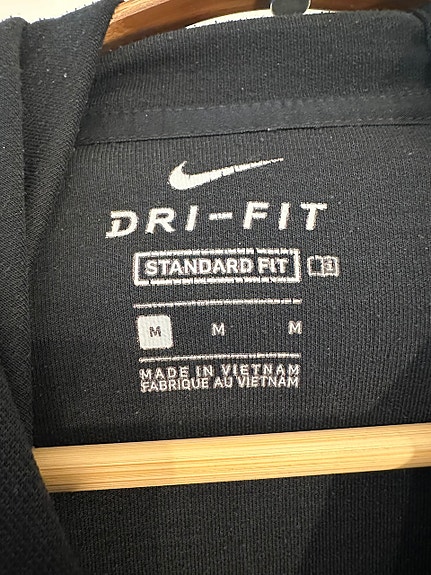 DRI-FIT
STANDARD FIT
M M M
MADE IN VIETNAM
FABRIQUE AU VIETNAM